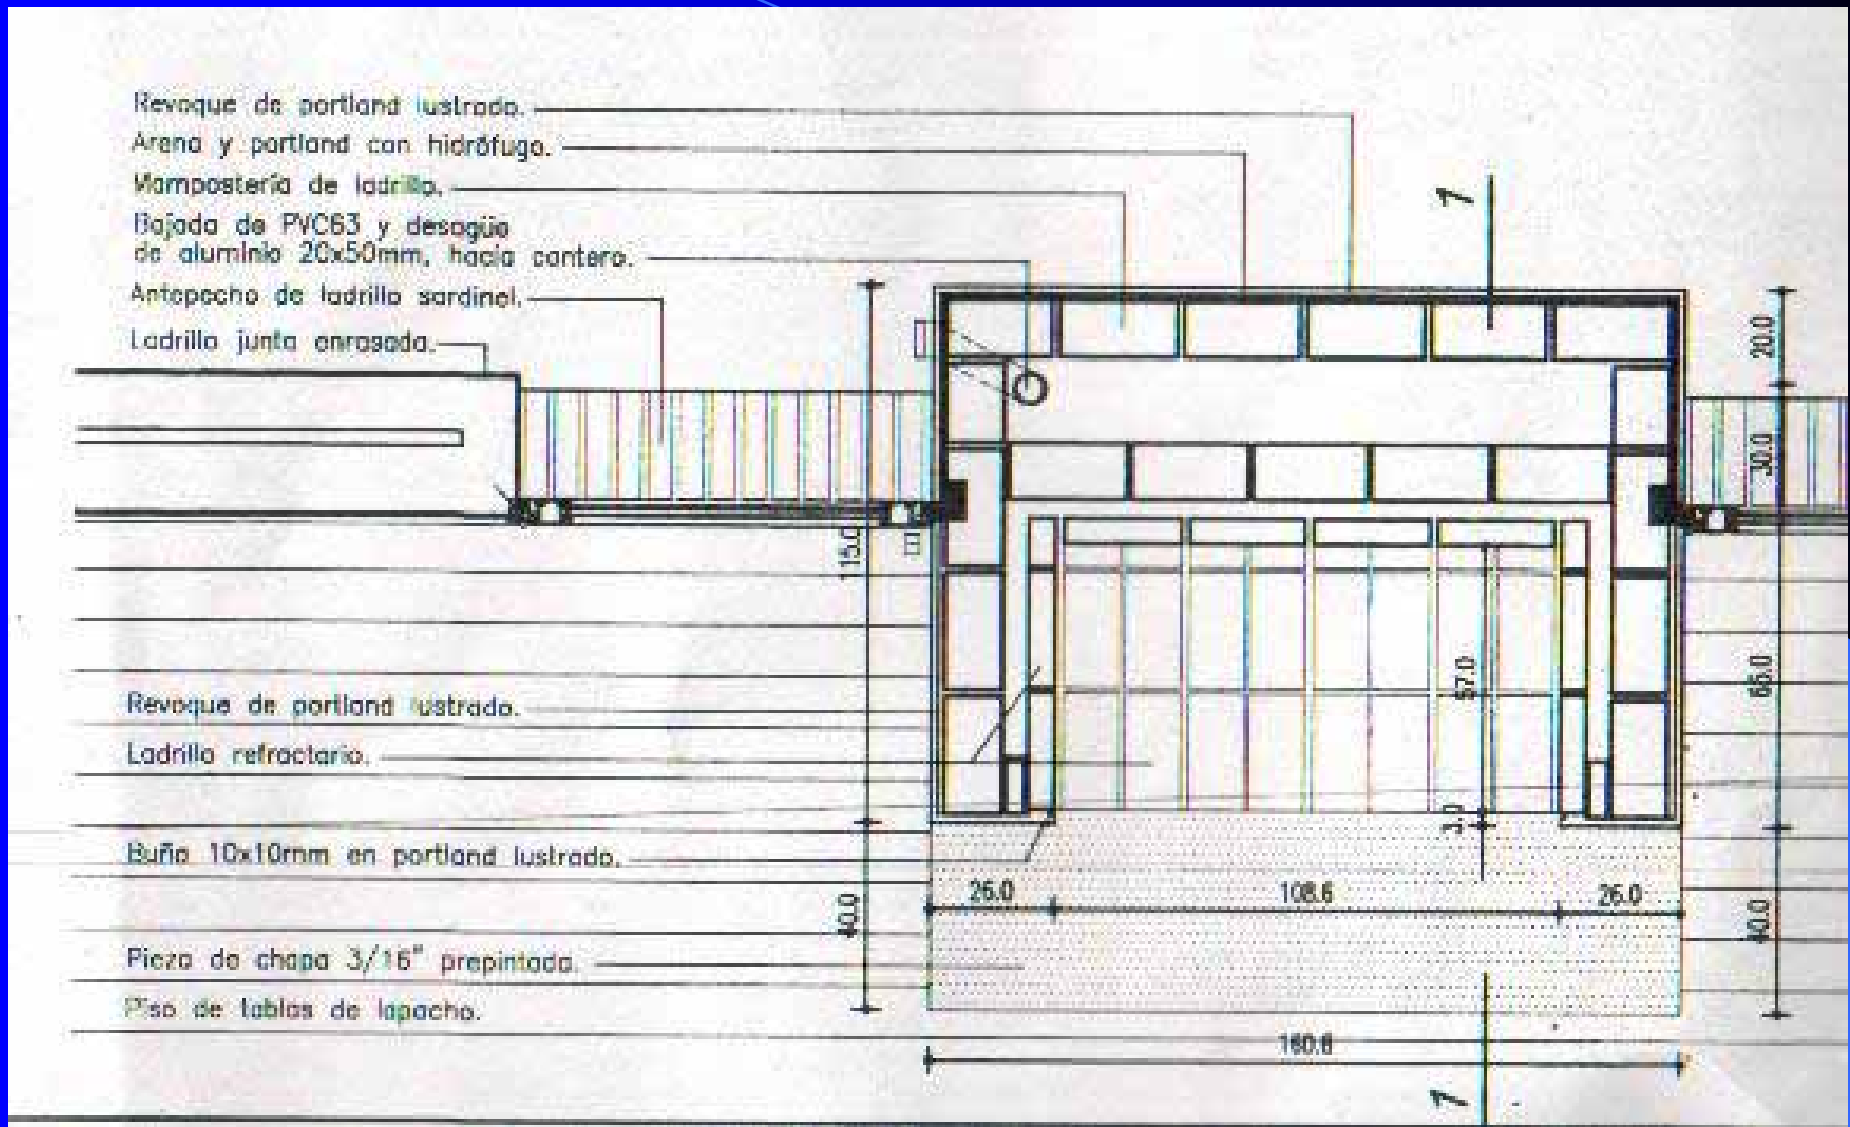 Revoque de portland lustrado.
Arena y portland con hidrófugo.
Mampostería de ladrillo.
Bajada de PVC63 y desagüe
de aluminio 20x50mm, hacia cantero.
Antepecho de ladrillo sardinel.
Ladrillo junta enrasada.
1
20.0
30.0
115.0
57.0
65.0
Revoque de portland lustrado.
Ladrillo refractario.
3.0
Buña 10x10mm en portland lustrado.
26.0
108.6
26.0
40.0
40.0
Pieza de chapa 3/16" prepintada.
Piso de tablas de lapacho.
160.6
1